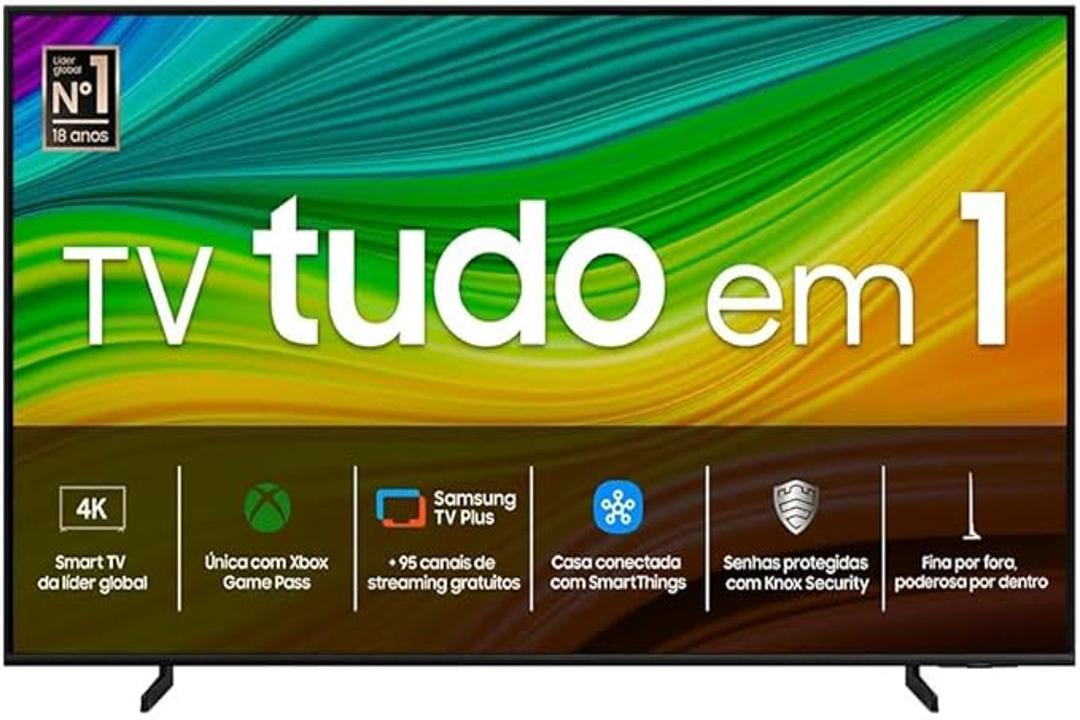 Líder
global
Nº1
18 anos
TV tudo em 1
4K
Smart TV
da líder global
Única com Xbox
Game Pass
Samsung
TV Plus
+95 canais de
streaming gratuitos
Casa conectada
com SmartThings
Senhas protegidas
com Knox Security
Fina por fora,
poderosa por dentro